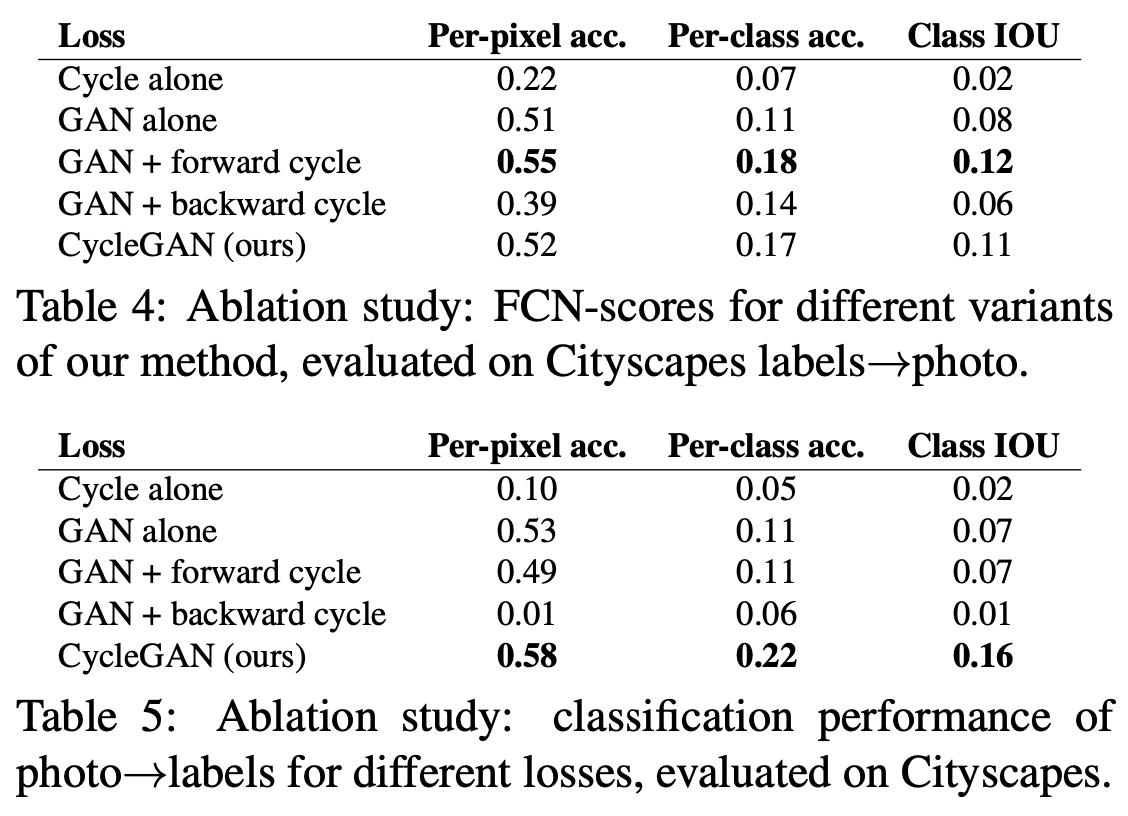 Loss Per-pixel acc. Per-class acc. Class IOU
Cycle alone 0.22 0.07 0.02
GAN alone 0.51 0.11 0.08
GAN + forward cycle 0.55 0.18 0.12
GAN + backward cycle 0.39 0.14 0.06
CycleGAN (ours) 0.52 0.17 0.11
Table 4: Ablation study: FCN-scores for different variants
of our method, evaluated on Cityscapes labels→photo.
Loss Per-pixel acc. Per-class acc. Class IOU
Cycle alone 0.10 0.05 0.02
GAN alone 0.53 0.11 0.07
GAN + forward cycle 0.49 0.11 0.07
GAN + backward cycle 0.01 0.06 0.01
CycleGAN (ours) 0.58 0.22 0.16
Table 5: Ablation study: classification performance of
photo→labels for different losses, evaluated on Cityscapes.